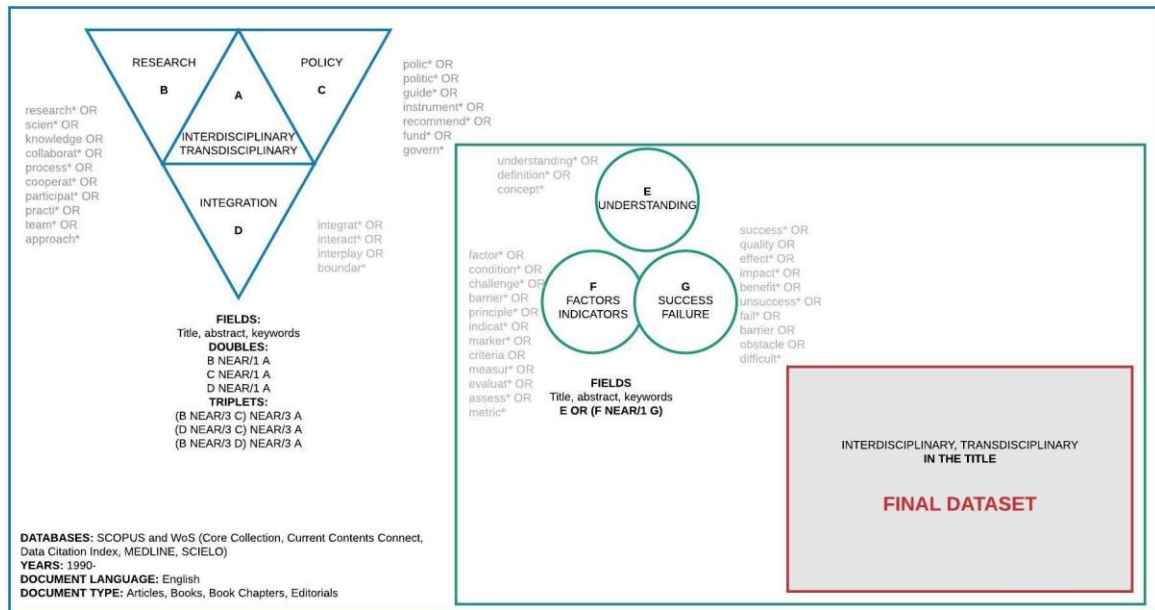 RESEARCH
B
POLICY
C
A
INTERDISCIPLINARY
TRANSDISCIPLINARY
INTEGRATION
D
research* OR
scien* OR
knowledge OR
collaborat* OR
process* OR
cooperat* OR
participat* OR
practi* OR
team* OR
approach*
polic* OR
politic* OR
guide* OR
instrument* OR
recommend* OR
fund* OR
govern*
integrat* OR
interact* OR
interplay OR
boundar*
FIELDS:
Title, abstract, keywords
DOUBLES:
B NEAR/1 A
C NEAR/1 A
D NEAR/1 A
TRIPLETS:
(B NEAR/3 C) NEAR/3 A
(D NEAR/3 C) NEAR/3 A
(B NEAR/3 D) NEAR/3 A
understanding* OR
definition* OR
concept*
E
UNDERSTANDING
factor* OR
condition* OR
challenge* OR
barrier* OR
principle* OR
indicat* OR
marker* OR
criteria OR
measur* OR
evaluat* OR
assess* OR
metric*
F
FACTORS
INDICATORS
G
SUCCESS
FAILURE
success* OR
quality OR
effect* OR
impact* OR
benefit* OR
unsuccess* OR
fail* OR
barrier OR
obstacle OR
difficult*
FIELDS
Title, abstract, keywords
E OR (F NEAR/1 G)
INTERDISCIPLINARY, TRANSDISCIPLINARY
IN THE TITLE
FINAL DATASET
DATABASES: SCOPUS and WoS (Core Collection, Current Contents Connect,
Data Citation Index, MEDLINE, SCIELO)
YEARS: 1990-
DOCUMENT LANGUAGE: English
DOCUMENT TYPE: Articles, Books, Book Chapters, Editorials